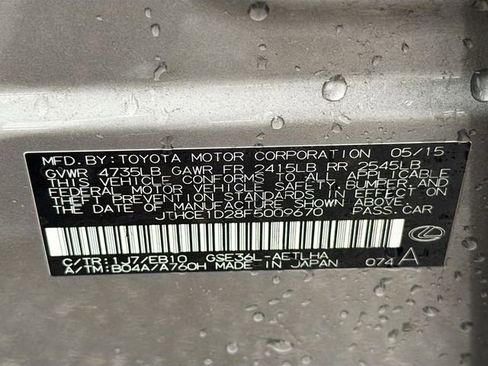 MFD.BY: TOYOTA MOTOR CORPORATION 05/15
GVWR 4735LB GAWR FR 2415LB RR 2545LB
THIS VEHICLE CONFORMS TO ALL APPLICABLE
FEDERAL MOTOR VEHICLE SAFETY, BUMPER, AND
THEFT PREVENTION STANDARDS IN EFFECT ON
THE DATE OF MANUFACTURE SHOWN ABOVE.
JTHCE1D28F5009670 PASS.CAR
C/TR: 1J7/EB10 GSE36L-AETLHA
A/TM: B04A/A760H MADE IN JAPAN 074 A